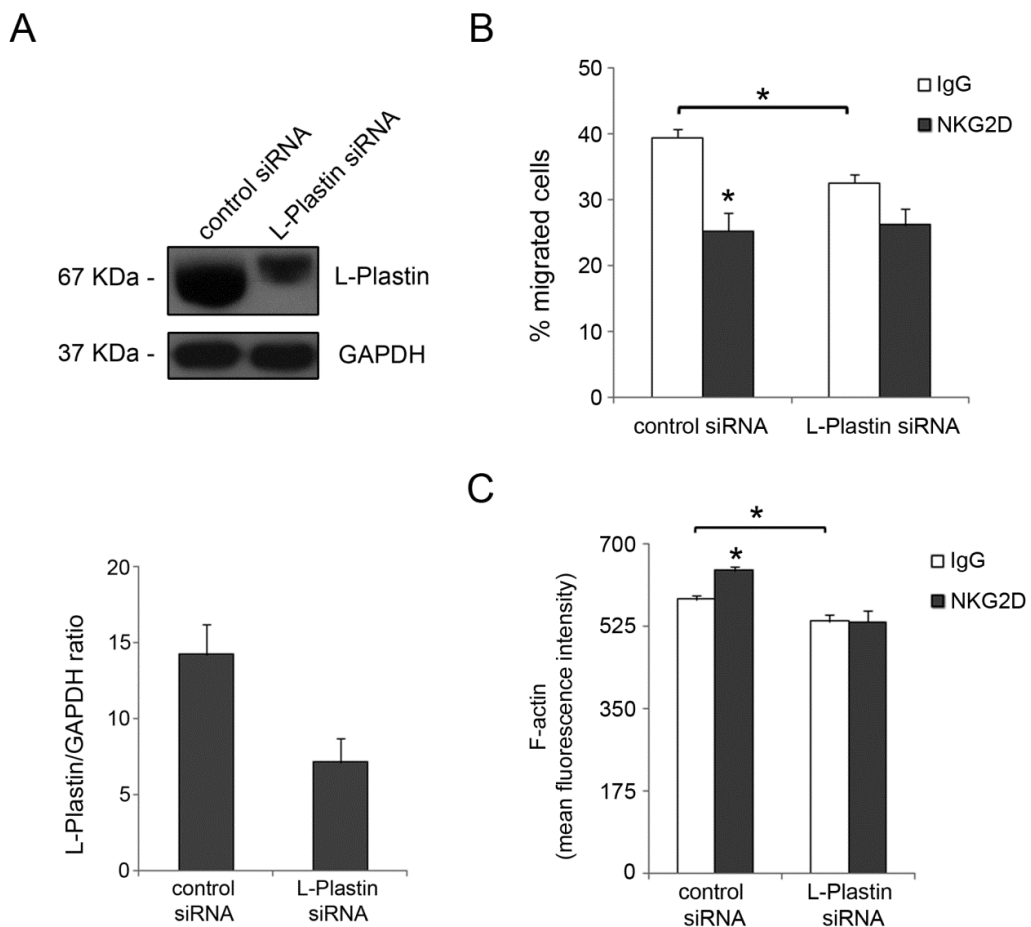 A
control siRNA
L-Plastin siRNA
67 KDa -
L-Plastin
37 KDa -
GAPDH
20
15
10
5
0
L-Plastin/GAPDH ratio
control
siRNA
L-Plastin
siRNA
B
50
40
30
20
10
0
% migrated cells
*
*
IgG
NKG2D
control siRNA
L-Plastin siRNA
C
700
525
350
175
0
F-actin
(mean fluorescence intensity)
*
*
IgG
NKG2D
control
siRNA
L-Plastin
siRNA